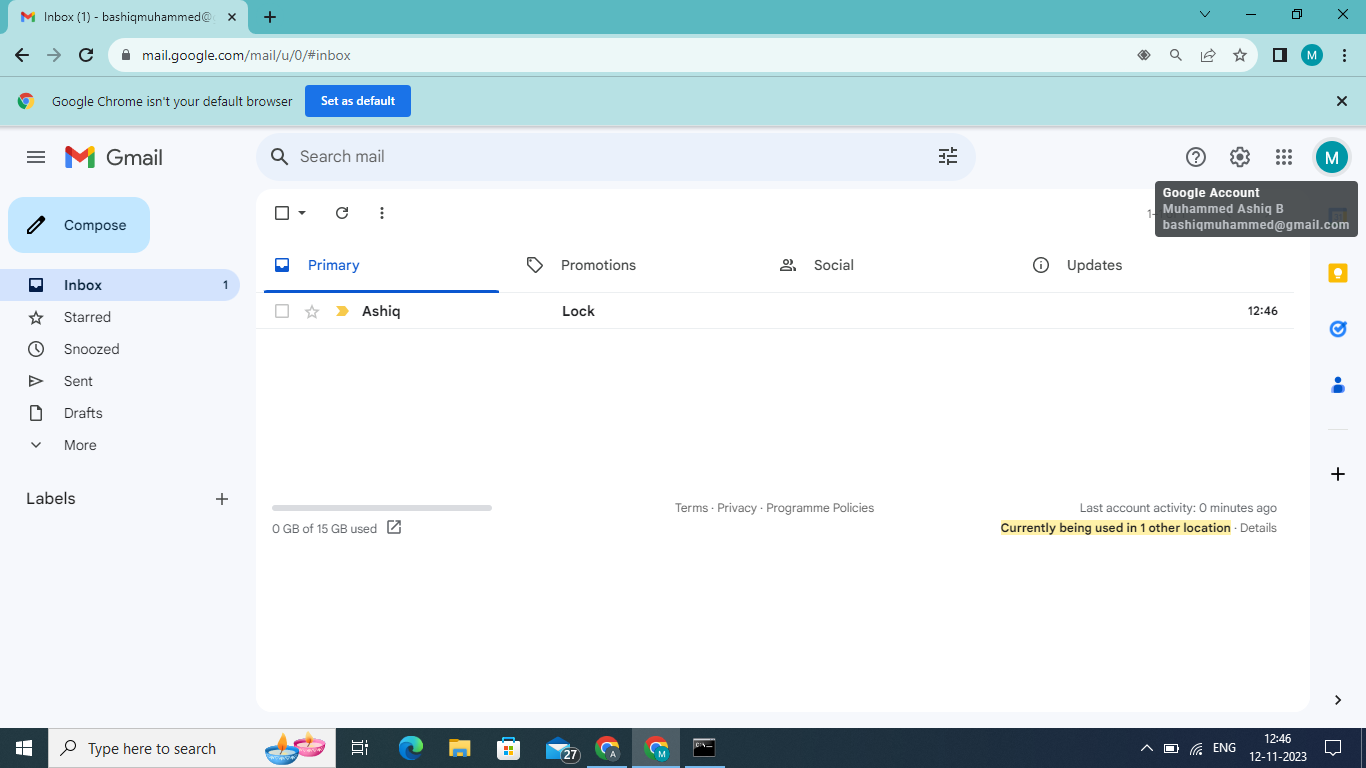 Inbox (1) - bashiqmuhammed@
mail.google.com/mail/u/0/#inbox
M
Google Chrome isn't your default browser
Set as default
Gmail
Search mail
M
Google Account
Muhammed Ashiq B
bashiqmuhammed@gmail.com
Compose
1-
Primary
Promotions
Social
Updates
Inbox
1
Ashiq
Lock
12:46
Starred
Snoozed
Sent
Drafts
More
Labels
0 GB of 15 GB used
Terms · Privacy · Programme Policies
Last account activity: 0 minutes ago
Currently being used in 1 other location · Details
Type here to search
27
A
M
ENG
12:46
12-11-2023